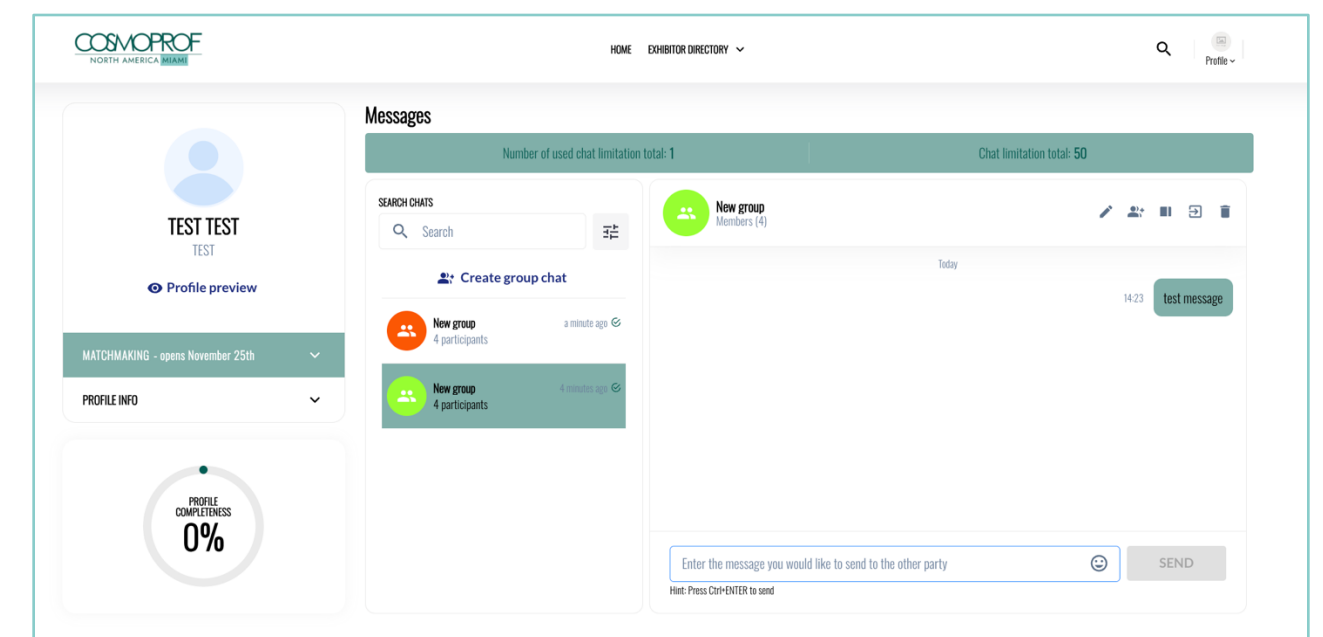 COSMOPROF
NORTH AMERICA MIAMI
HOME
EXHIBITOR DIRECTORY
Profile
TEST TEST
TEST
Profile preview
MATCHMAKING - opens November 25th
PROFILE INFO
PROFILE
COMPLETENESS
0%
Messages
Number of used chat limitation total: 1
Chat limitation total: 50
SEARCH CHATS
Search
Create group chat
New group
a minute ago
4 participants
New group
4 minutes ago
4 participants
New group
Members (4)
Today
14:23
test message
Enter the message you would like to send to the other party
SEND
Hint: Press Ctrl+ENTER to send